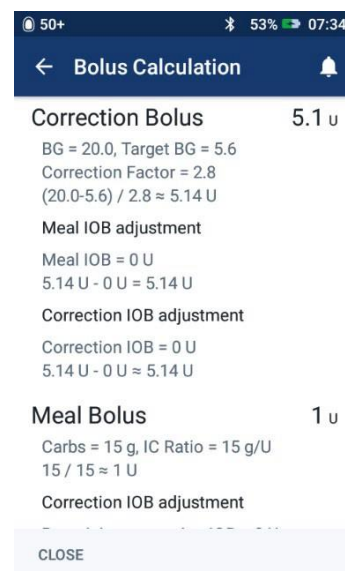 50+ 53% 07:34
Bolus Calculation
Correction Bolus 5.1 U
BG = 20.0, Target BG = 5.6
Correction Factor = 2.8
(20.0-5.6) / 2.8 ≈ 5.14 U
Meal IOB adjustment
Meal IOB = 0 U
5.14 U - 0 U = 5.14 U
Correction IOB adjustment
Correction IOB = 0 U
5.14 U - 0 U ≈ 5.14 U
Meal Bolus 1 U
Carbs = 15 g, IC Ratio = 15 g/U
15 / 15 ≈ 1 U
Correction IOB adjustment
CLOSE